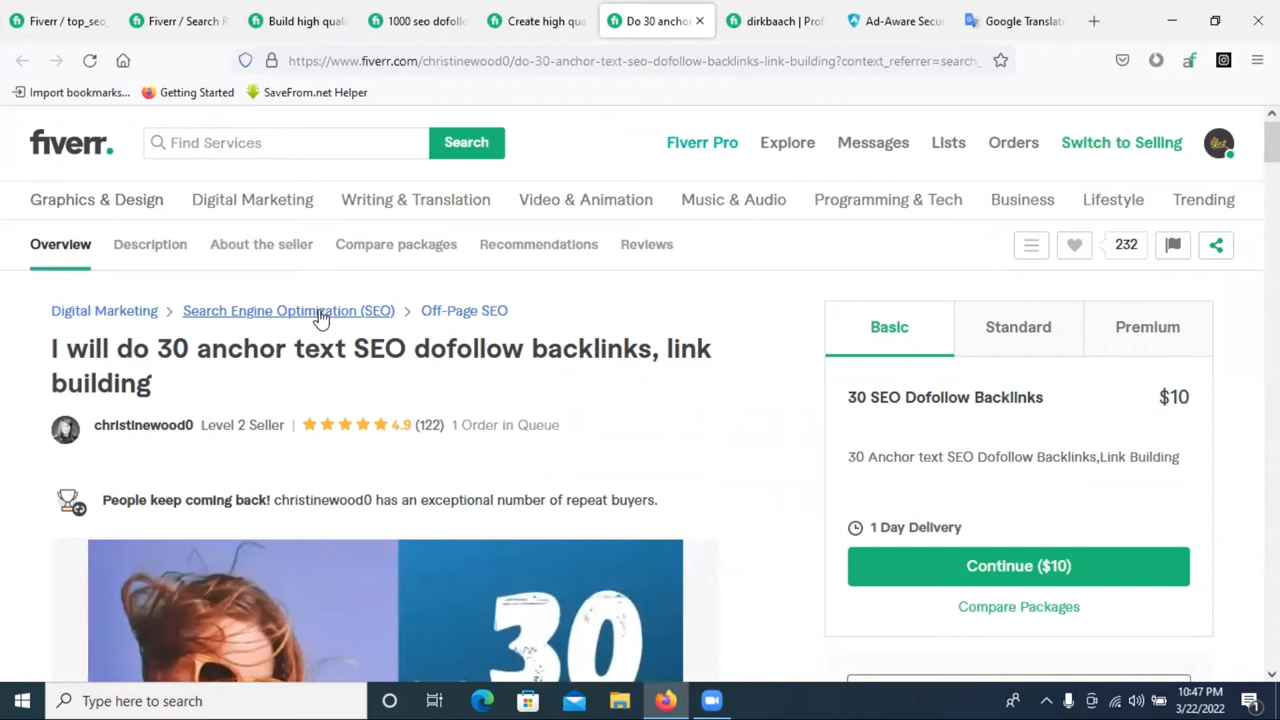 Fiverr / top_seo_
Fiverr / Search R
Build high quali
1000 seo dofollo
Create high qua
Do 30 anchor
dirkbaach | Prof
Ad-Aware Secu
Google Translate
https://www.fiverr.com/christinewood0/do-30-anchor-text-seo-dofollow-backlinks-link-building?context_referrer=search_
Import bookmarks...
Getting Started
SaveFrom.net Helper
fiverr.
Find Services
Search
Fiverr Pro
Explore
Messages
Lists
Orders
Switch to Selling
Graphics & Design
Digital Marketing
Writing & Translation
Video & Animation
Music & Audio
Programming & Tech
Business
Lifestyle
Trending
Overview
Description
About the seller
Compare packages
Recommendations
Reviews
232
Digital Marketing > Search Engine Optimization (SEO) > Off-Page SEO
I will do 30 anchor text SEO dofollow backlinks, link
building
christinewood0 Level 2 Seller | 4.9 (122) 1 Order in Queue
People keep coming back! christinewood0 has an exceptional number of repeat buyers.
30
Basic
Standard
Premium
30 SEO Dofollow Backlinks $10
30 Anchor text SEO Dofollow Backlinks,Link Building
1 Day Delivery
Continue ($10)
Compare Packages
Type here to search
10:47 PM
3/22/2022